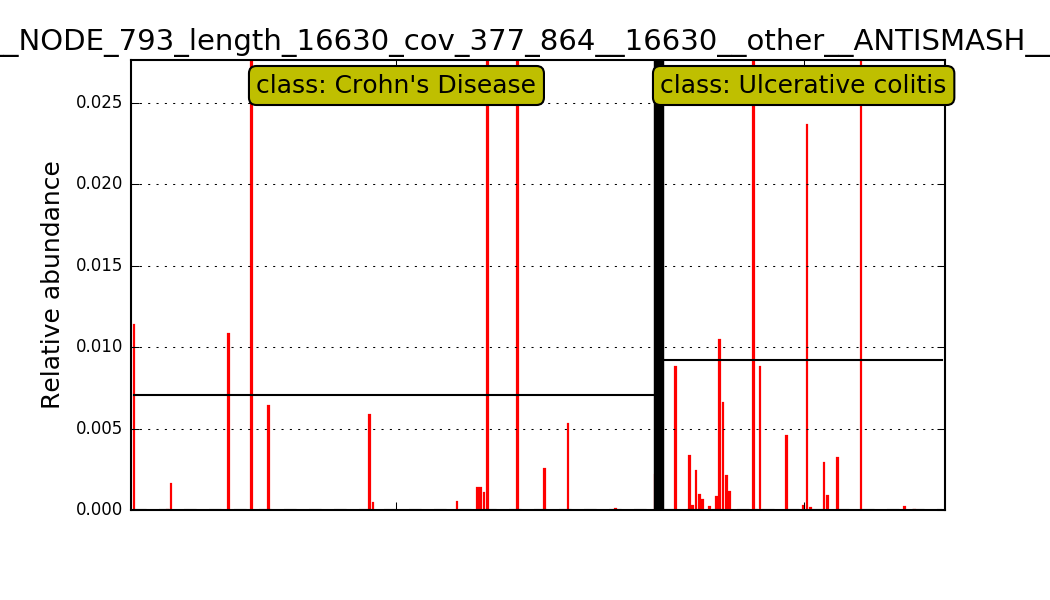 __NODE_793_length_16630_cov_377_864__16630__other__ANTISMASH__
class: Crohn's Disease
class: Ulcerative colitis
Relative abundance
0.025
0.020
0.015
0.010
0.005
0.000